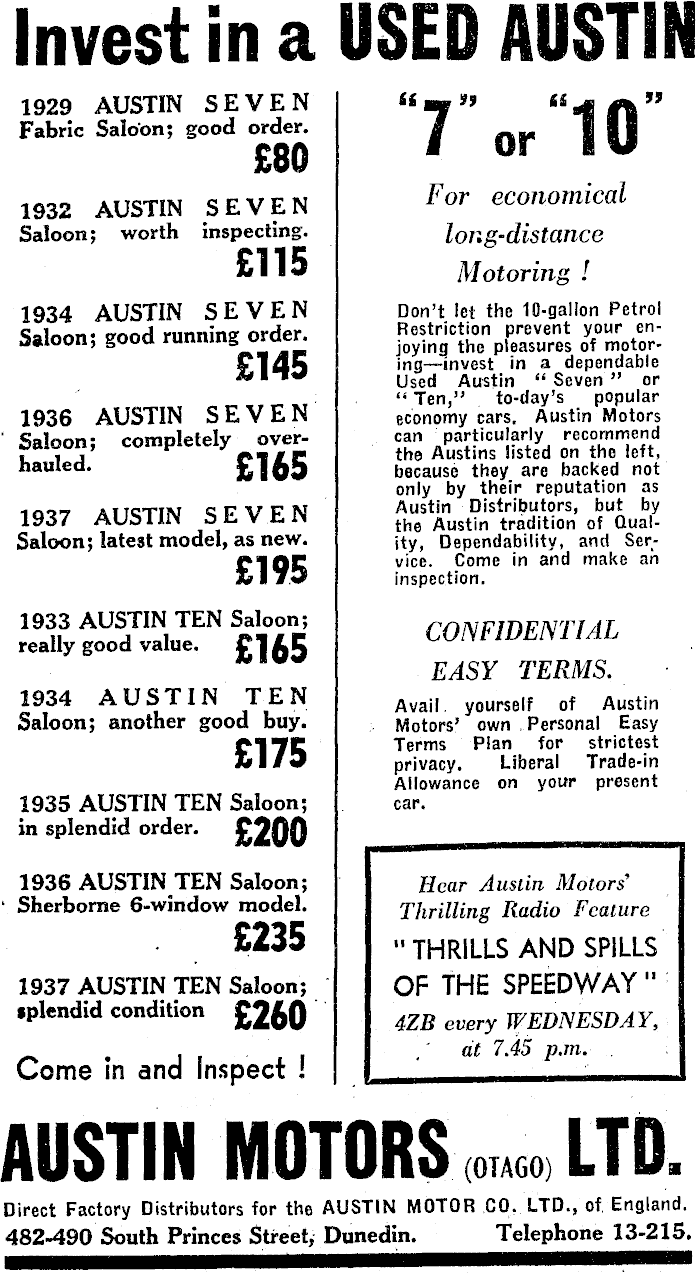 Invest in a USED AUSTIN
1929 AUSTIN SEVEN
Fabric Saloon; good order.
£80
1932 AUSTIN SEVEN
Saloon; worth inspecting.
£115
1934 AUSTIN SEVEN
Saloon; good running order.
£145
1936 AUSTIN SEVEN
Saloon; completely over-
hauled. £165
1937 AUSTIN SEVEN
Saloon; latest model, as new.
£195
1933 AUSTIN TEN Saloon;
really good value. £165
1934 AUSTIN TEN
Saloon; another good buy.
£175
1935 AUSTIN TEN Saloon;
in splendid order. £200
1936 AUSTIN TEN Saloon;
Sherborne 6-window model.
£235
1937 AUSTIN TEN Saloon;
splendid condition £260
Come in and Inspect !
"7" or "10"
For economical
long-distance
Motoring !
Don't let the 10-gallon Petrol
Restriction prevent your en-
joying the pleasures of motor-
ing—invest in a dependable
Used Austin "Seven" or
"Ten," to-day's popular
economy cars. Austin Motors
can particularly recommend
the Austins listed on the left,
because they are backed not
only by their reputation as
Austin Distributors, but by
the Austin tradition of Qual-
ity, Dependability, and Ser-
vice. Come in and make an
inspection.
CONFIDENTIAL
EASY TERMS.
Avail yourself of Austin
Motors' own Personal Easy
Terms Plan for strictest
privacy. Liberal Trade-in
Allowance on your present
car.
Hear Austin Motors'
Thrilling Radio Feature
"THRILLS AND SPILLS
OF THE SPEEDWAY"
4ZB every WEDNESDAY,
at 7.45 p.m.
AUSTIN MOTORS (OTAGO) LTD.
Direct Factory Distributors for the AUSTIN MOTOR CO. LTD., of England.
482-490 South Princes Street, Dunedin. Telephone 13-215.